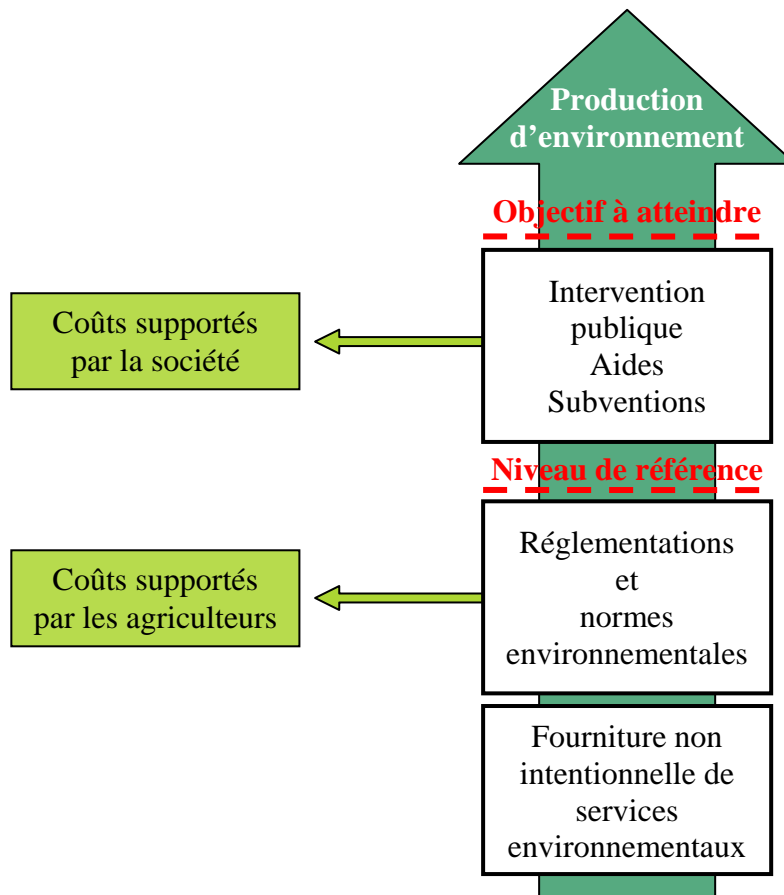 Production
d’environnement
Objectif à atteindre
Intervention
publique
Aides
Subventions
Coûts supportés
par la société
Niveau de référence
Réglementations
et
normes
environnementales
Coûts supportés
par les agriculteurs
Fourniture non
intentionnelle de
services
environnementaux